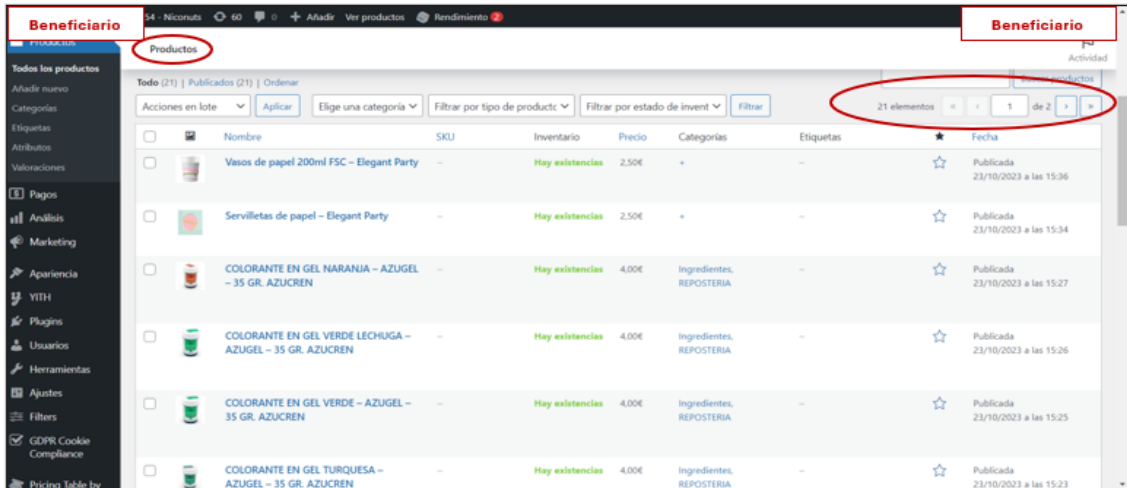 Beneficiario
54 - Niconuts 60 0 + Añadir Ver productos Rendimiento 2
Beneficiario
Productos
Productos
Actividad
Todos los productos
Añadir nuevo
Categorías
Etiquetas
Atributos
Valoraciones
Pagos
Análisis
Marketing
Apariencia
YITH
Plugins
Usuarios
Herramientas
Ajustes
Filters
GDPR Cookie
Compliance
Pricing Table by
Todo (21) | Publicados (21) | Ordenar
Buscar productos
Acciones en lote Aplicar Elige una categoría Filtrar por tipo de producto Filtrar por estado de invent Filtrar 21 elementos « ‹ 1 de 2 › »
Nombre SKU Inventario Precio Categorías Etiquetas ★ Fecha
Vasos de papel 200ml FSC – Elegant Party – Hay existencias 2,50€ + – Publicada
23/10/2023 a las 15:36
Servilletas de papel – Elegant Party – Hay existencias 2,50€ + – Publicada
23/10/2023 a las 15:34
COLORANTE EN GEL NARANJA – AZUGEL – Hay existencias 4,00€ Ingredientes, – Publicada
– 35 GR. AZUCREN REPOSTERIA 23/10/2023 a las 15:27
COLORANTE EN GEL VERDE LECHUGA – – Hay existencias 4,00€ Ingredientes, – Publicada
AZUGEL – 35 GR. AZUCREN REPOSTERIA 23/10/2023 a las 15:26
COLORANTE EN GEL VERDE – AZUGEL – – Hay existencias 4,00€ Ingredientes, – Publicada
35 GR. AZUCREN REPOSTERIA 23/10/2023 a las 15:25
COLORANTE EN GEL TURQUESA – – Hay existencias 4,00€ Ingredientes, – Publicada
AZUGEL – 35 GR. AZUCREN REPOSTERIA 23/10/2023 a las 15:23